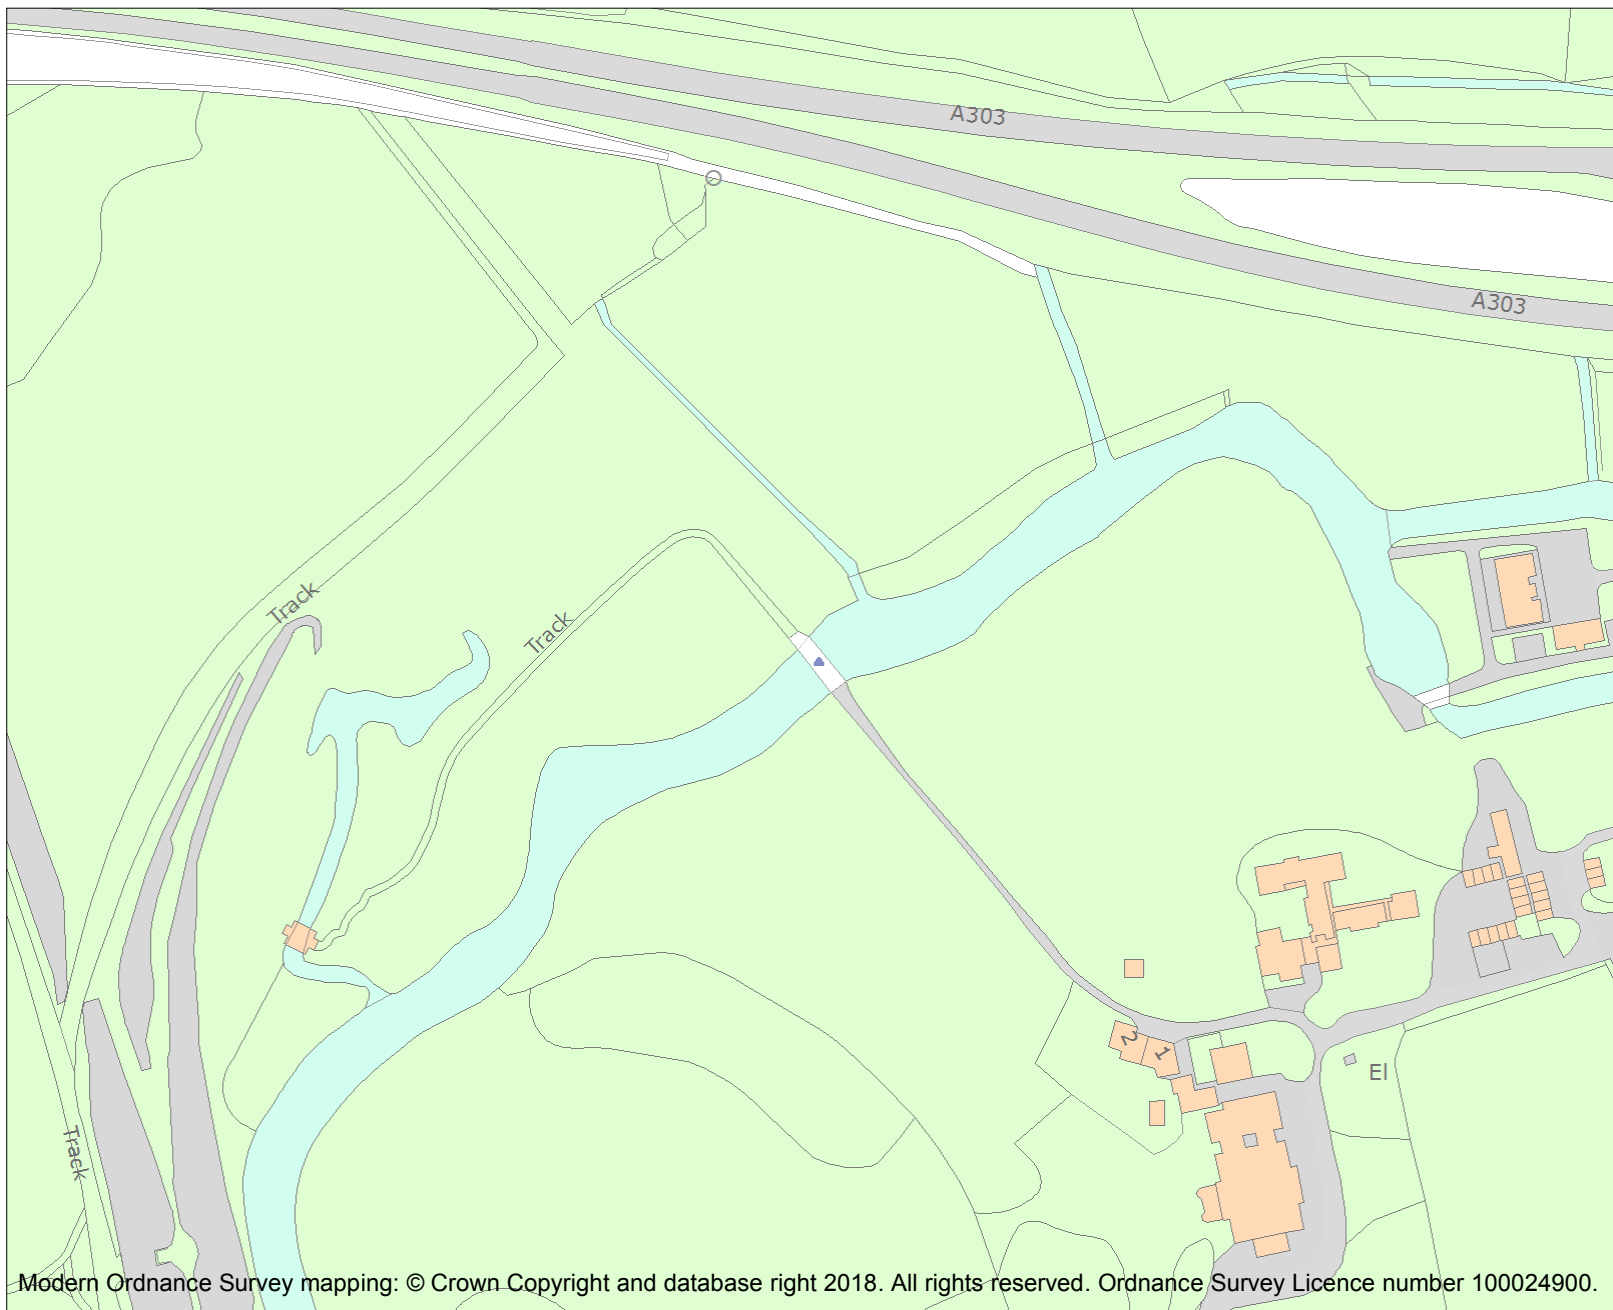 A303
A303
Track
Track
2
1
El
Track
Modern Ordnance Survey mapping: © Crown Copyright and database right 2018. All rights reserved. Ordnance Survey Licence number 100024900.